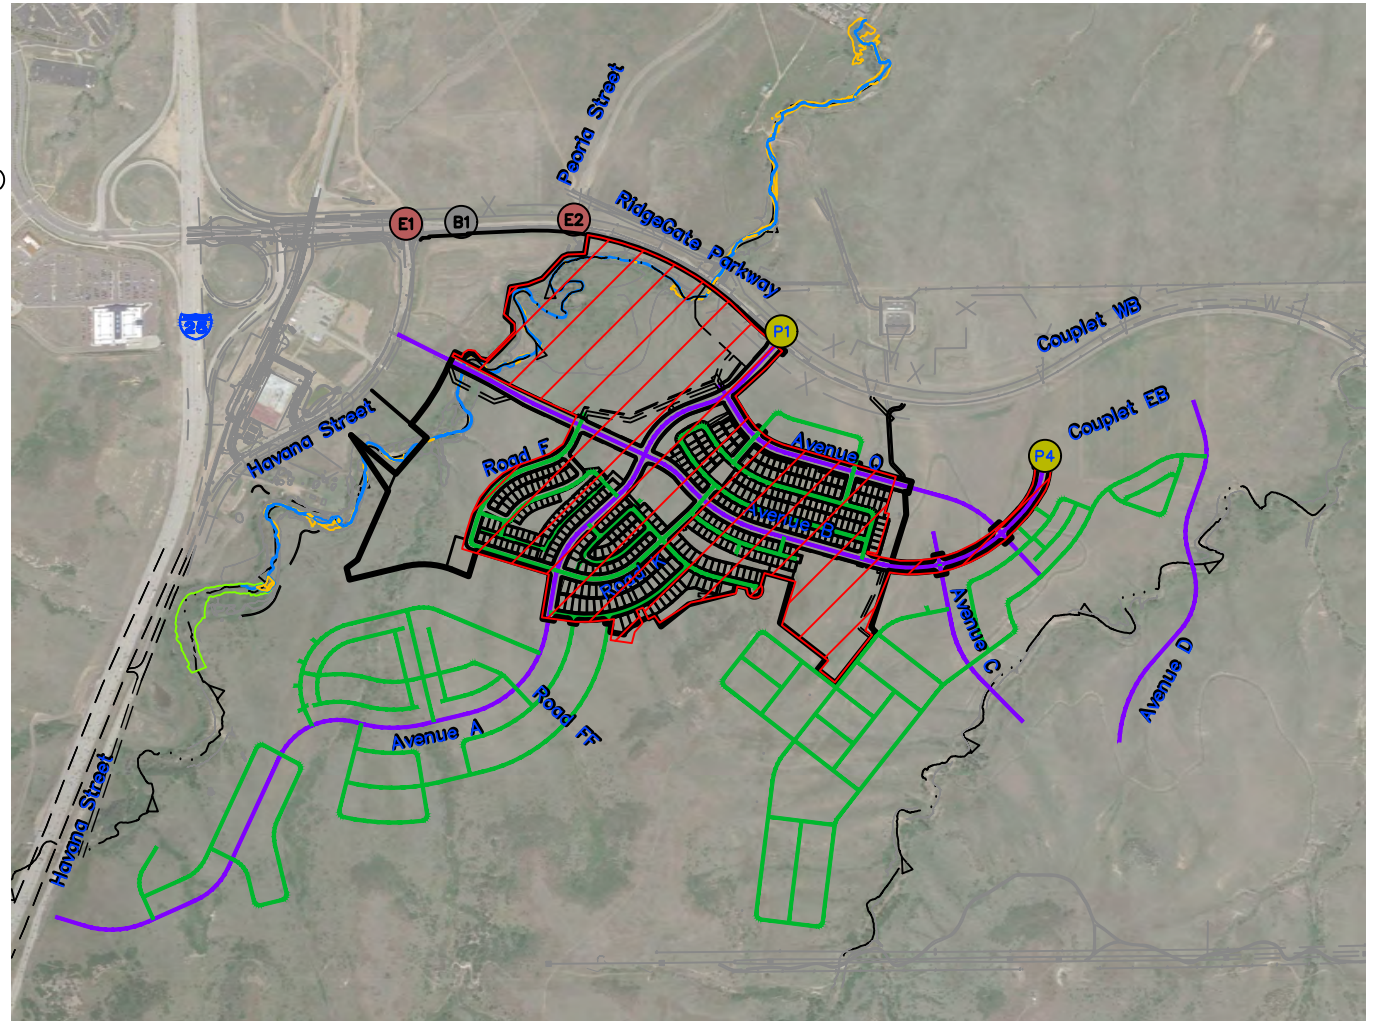 Peoria Street
RidgeGate Parkway
E1
B1
E2
P1
25
Couplet WB
Couplet EB
Havana Street
Road F
Avenue O
P4
Avenue B
Road K
Avenue C
Avenue D
Road FF
Avenue A
Havana Street